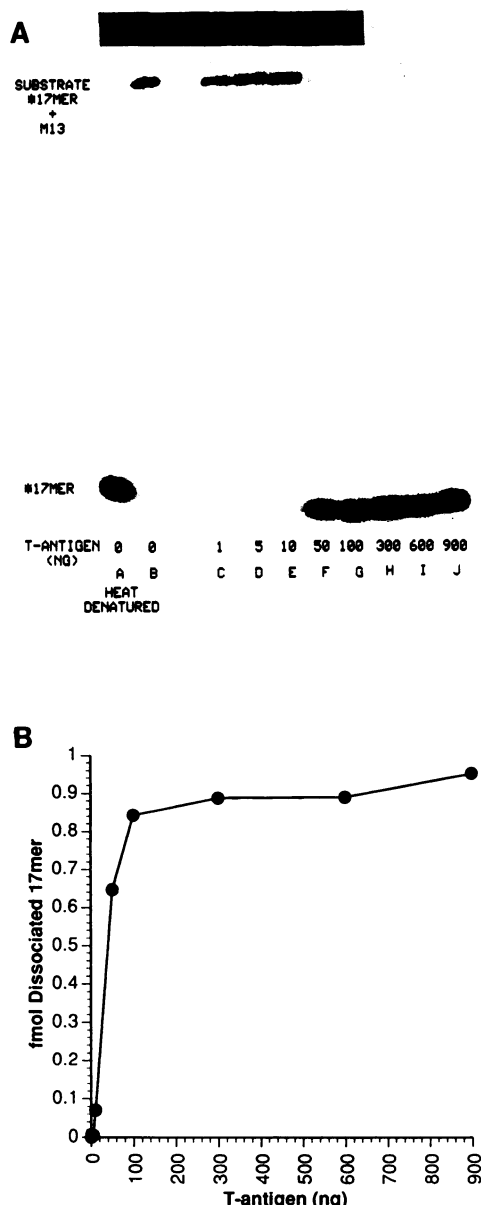 A
SUBSTRATE
*17MER
+
M13
*17MER
T-ANTIGEN 0 0 1 5 10 50 100 300 600 900
(NG)
A B C D E F G H I J
HEAT
DENATURED
B
1
0.9
0.8
0.7
0.6
0.5
0.4
0.3
0.2
0.1
0
fmol Dissociated 17mer
0 100 200 300 400 500 600 700 800 900
T-antigen (ng)